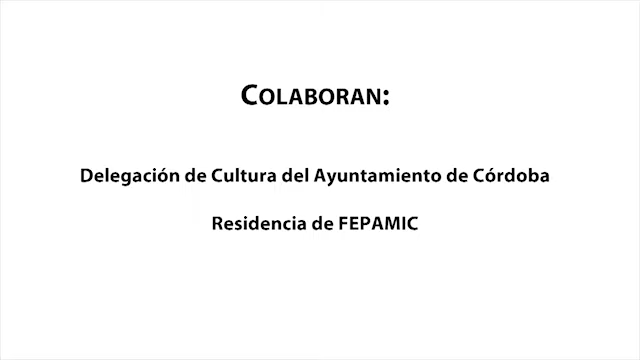 COLABORAN:
Delegación de Cultura del Ayuntamiento de Córdoba
Residencia de FEPAMIC